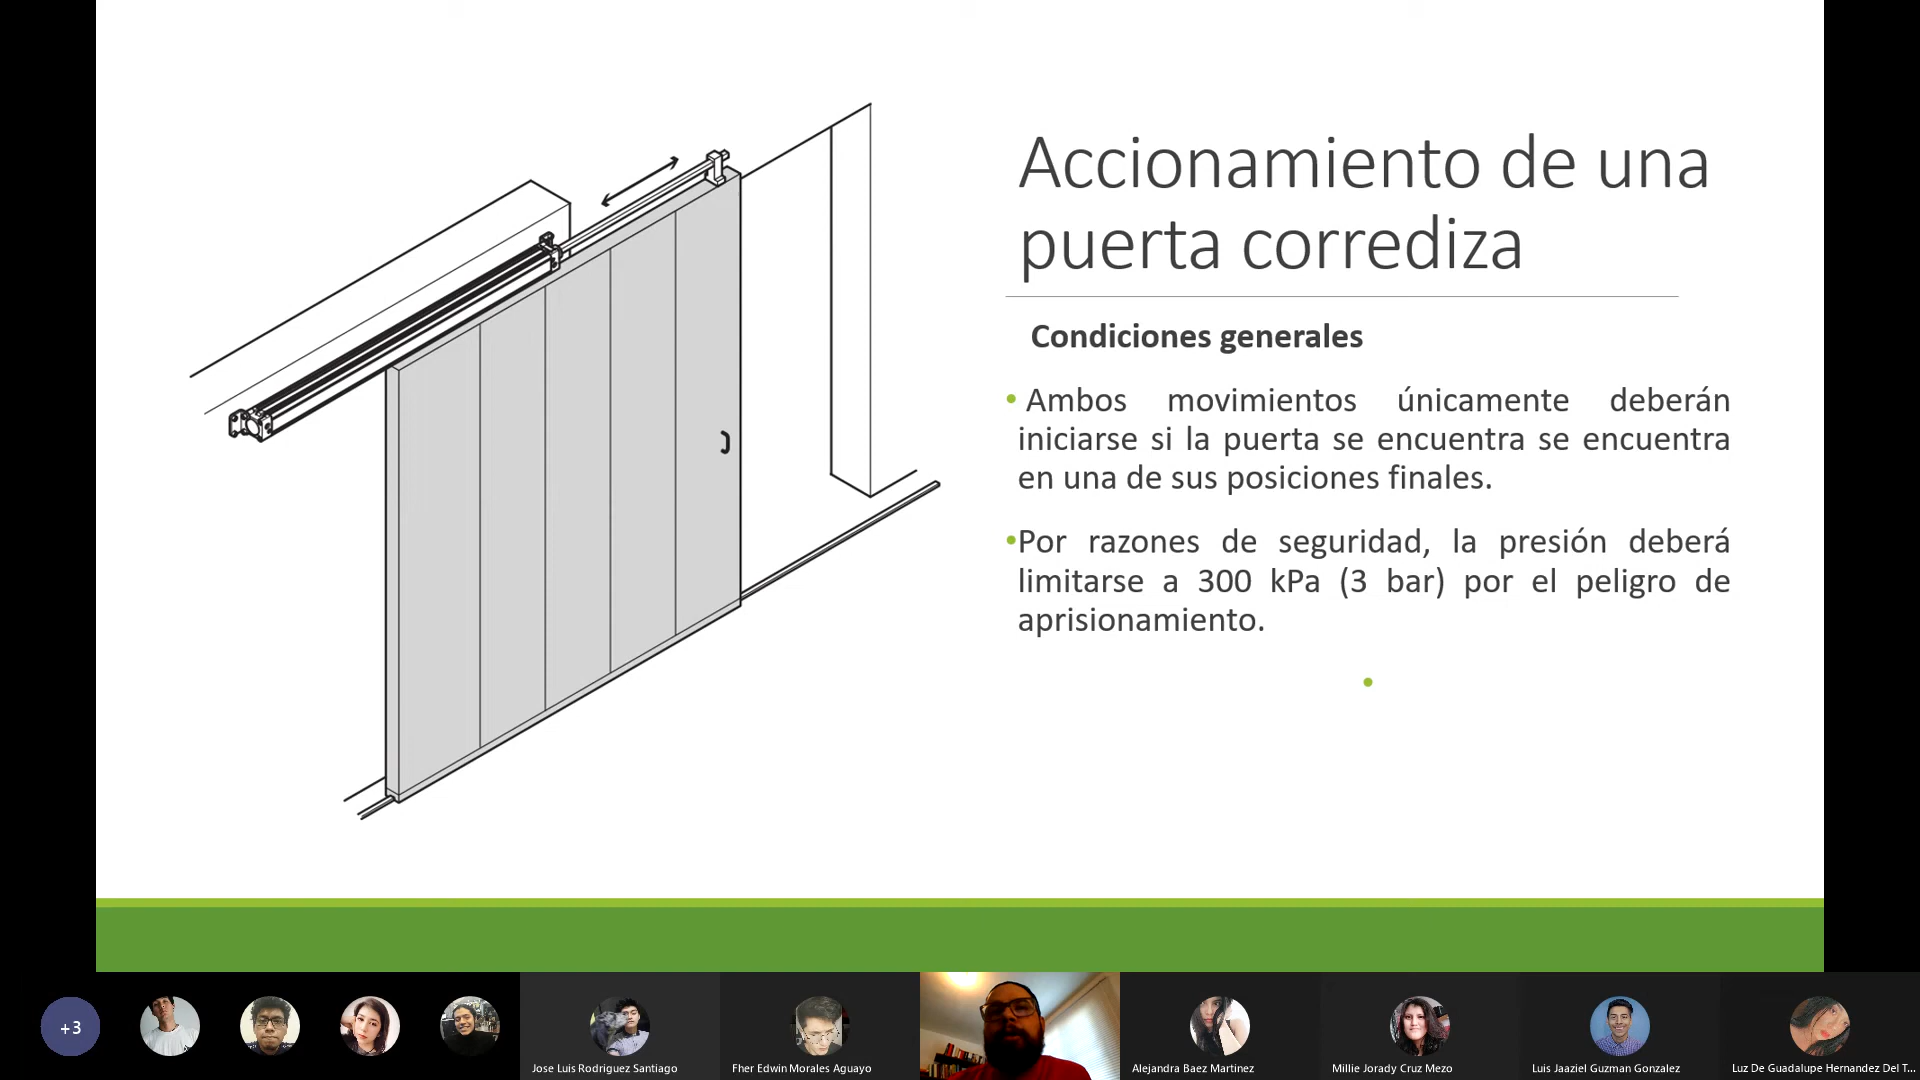 Accionamiento de una
puerta corrediza
Condiciones generales
• Ambos movimientos únicamente deberán
iniciarse si la puerta se encuentra se encuentra
en una de sus posiciones finales.
•Por razones de seguridad, la presión deberá
limitarse a 300 kPa (3 bar) por el peligro de
aprisionamiento.
•
+3
Jose Luis Rodriguez Santiago
Fher Edwin Morales Aguayo
Alejandra Baez Martinez
Millie Jorady Cruz Mezo
Luis Jaaziel Guzman Gonzalez
Luz De Guadalupe Hernandez Del T...